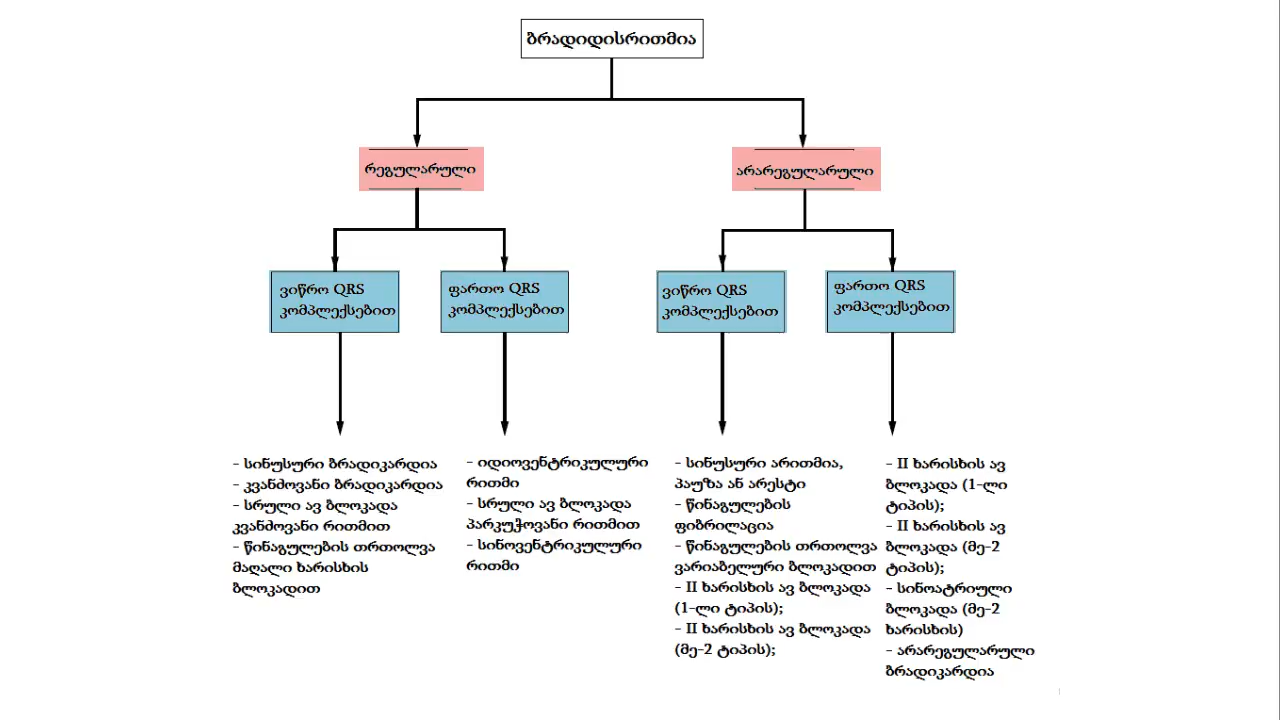 ბრადიდისრითმია
რეგულარული
არარეგულარული
ვიწრო QRS
კომპლექსებით
ფართო QRS
კომპლექსებით
ვიწრო QRS
კომპლექსებით
ფართო QRS
კომპლექსებით
- სინუსური ბრადიკარდია
- კვანძოვანი ბრადიკარდია
- სრული ავ ბლოკადა
კვანძოვანი რითმით
- წინაგულების თრთოლვა
მაღალი ხარისხის
ბლოკადით
- იდიოვენტრიკულური
რითმი
- სრული ავ ბლოკადა
პარკუჭოვანი რითმით
- სინოვენტრიკულური
რითმი
- სინუსური არითმია,
პაუზა ან არესტი
- წინაგულების
ფიბრილაცია
- წინაგულების თრთოლვა
ვარიაბელური ბლოკადით
- II ხარისხის ავ ბლოკადა
(1-ლი ტიპის);
- II ხარისხის ავ ბლოკადა
(მე-2 ტიპის);
- II ხარისხის ავ
ბლოკადა (1-ლი
ტიპის);
- II ხარისხის ავ
ბლოკადა (მე-2
ტიპის);
- სინოატრიული
ბლოკადა (მე-2
ხარისხის)
- არარეგულარული
ბრადიკარდია
1